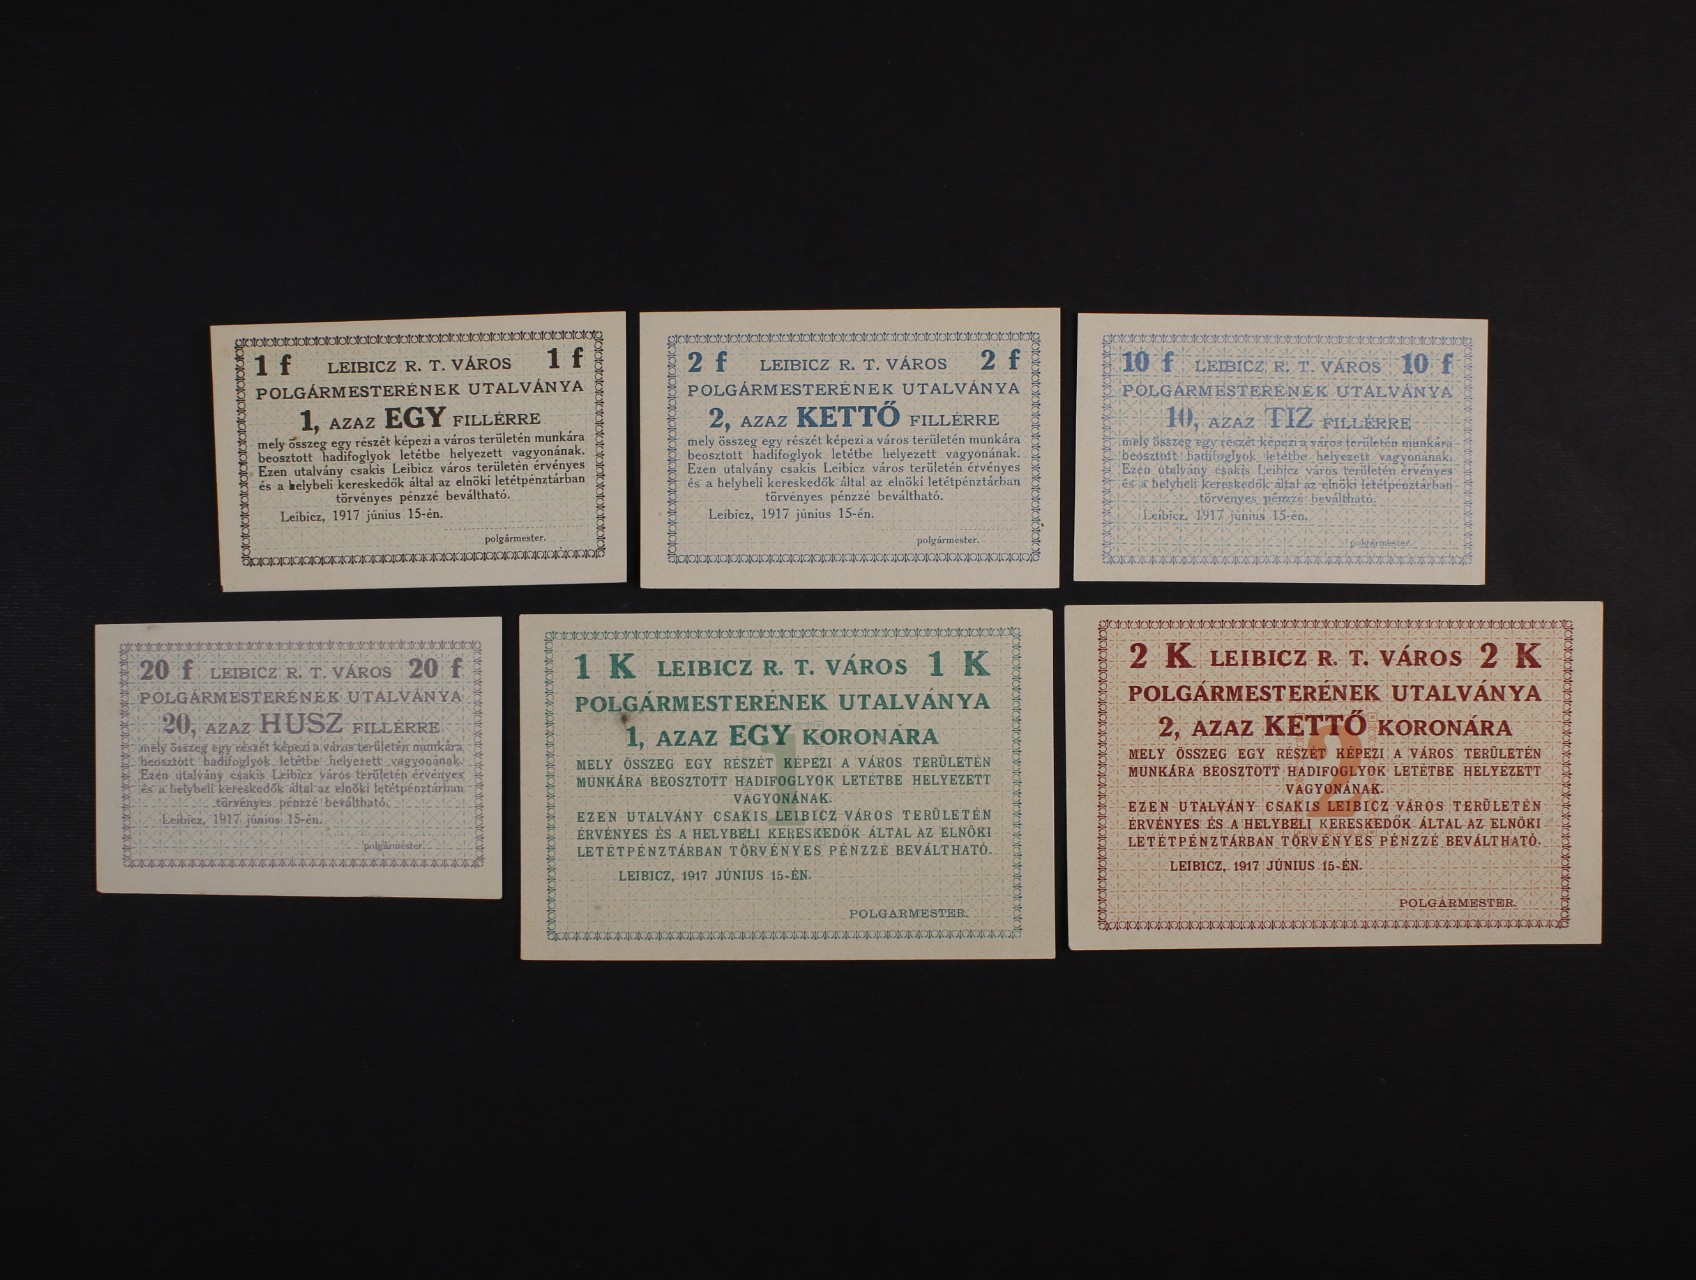 1 f LEIBICZ R. T. VÁROS 1 f
POLGÁRMESTERÉNEK UTALVÁNYA
1, AZAZ EGY FILLÉRRE
mely összeg egy részét képezi a város területén munkára
beosztott hadifoglyok letétbe helyezett vagyonának.
Ezen utalvány csakis Leibicz város területén érvényes
és a helybeli kereskedők által az elnöki letétpénztárban
törvényes pénzzé beváltható.
Leibicz, 1917 június 15-én.
polgármester.
2 f LEIBICZ R. T. VÁROS 2 f
POLGÁRMESTERÉNEK UTALVÁNYA
2, AZAZ KETTŐ FILLÉRRE
mely összeg egy részét képezi a város területén munkára
beosztott hadifoglyok letétbe helyezett vagyonának.
Ezen utalvány csakis Leibicz város területén érvényes
és a helybeli kereskedők által az elnöki letétpénztárban
törvényes pénzzé beváltható.
Leibicz, 1917 június 15-én.
polgármester.
10 f LEIBICZ R. T. VÁROS 10 f
POLGÁRMESTERÉNEK UTALVÁNYA
10, AZAZ TIZ FILLÉRRE
mely összeg egy részét képezi a város területén munkára
beosztott hadifoglyok letétbe helyezett vagyonának.
Ezen utalvány csakis Leibicz város területén érvényes
és a helybeli kereskedők által az elnöki letétpénztárban
törvényes pénzzé beváltható.
Leibicz, 1917 június 15-én.
polgármester.
20 f LEIBICZ R. T. VÁROS 20 f
POLGÁRMESTERÉNEK UTALVÁNYA
20, AZAZ HUSZ FILLÉRRE
mely összeg egy részét képezi a város területén munkára
beosztott hadifoglyok letétbe helyezett vagyonának.
Ezen utalvány csakis Leibicz város területén érvényes
és a helybeli kereskedők által az elnöki letétpénztárban
törvényes pénzzé beváltható.
Leibicz, 1917 június 15-én.
polgármester.
1 K LEIBICZ R. T. VÁROS 1 K
POLGÁRMESTERÉNEK UTALVÁNYA
1, AZAZ EGY KORONÁRA
1
MELY ÖSSZEG EGY RÉSZÉT KÉPEZI A VÁROS TERÜLETÉN
MUNKÁRA BEOSZTOTT HADIFOGLYOK LETÉTBE HELYEZETT
VAGYONÁNAK.
EZEN UTALVÁNY CSAKIS LEIBICZ VÁROS TERÜLETÉN
ÉRVÉNYES ÉS A HELYBELI KERESKEDŐK ÁLTAL AZ ELNÖKI
LETÉTPÉNZTÁRBAN TÖRVÉNYES PÉNZZÉ BEVÁLTHATÓ.
LEIBICZ, 1917 JÚNIUS 15-ÉN.
POLGÁRMESTER.
2 K LEIBICZ R. T. VÁROS 2 K
POLGÁRMESTERÉNEK UTALVÁNYA
2, AZAZ KETTŐ KORONÁRA
2
MELY ÖSSZEG EGY RÉSZÉT KÉPEZI A VÁROS TERÜLETÉN
MUNKÁRA BEOSZTOTT HADIFOGLYOK LETÉTBE HELYEZETT
VAGYONÁNAK.
EZEN UTALVÁNY CSAKIS LEIBICZ VÁROS TERÜLETÉN
ÉRVÉNYES ÉS A HELYBELI KERESKEDŐK ÁLTAL AZ ELNÖKI
LETÉTPÉNZTÁRBAN TÖRVÉNYES PÉNZZÉ BEVÁLTHATÓ.
LEIBICZ, 1917 JÚNIUS 15-ÉN.
POLGÁRMESTER.